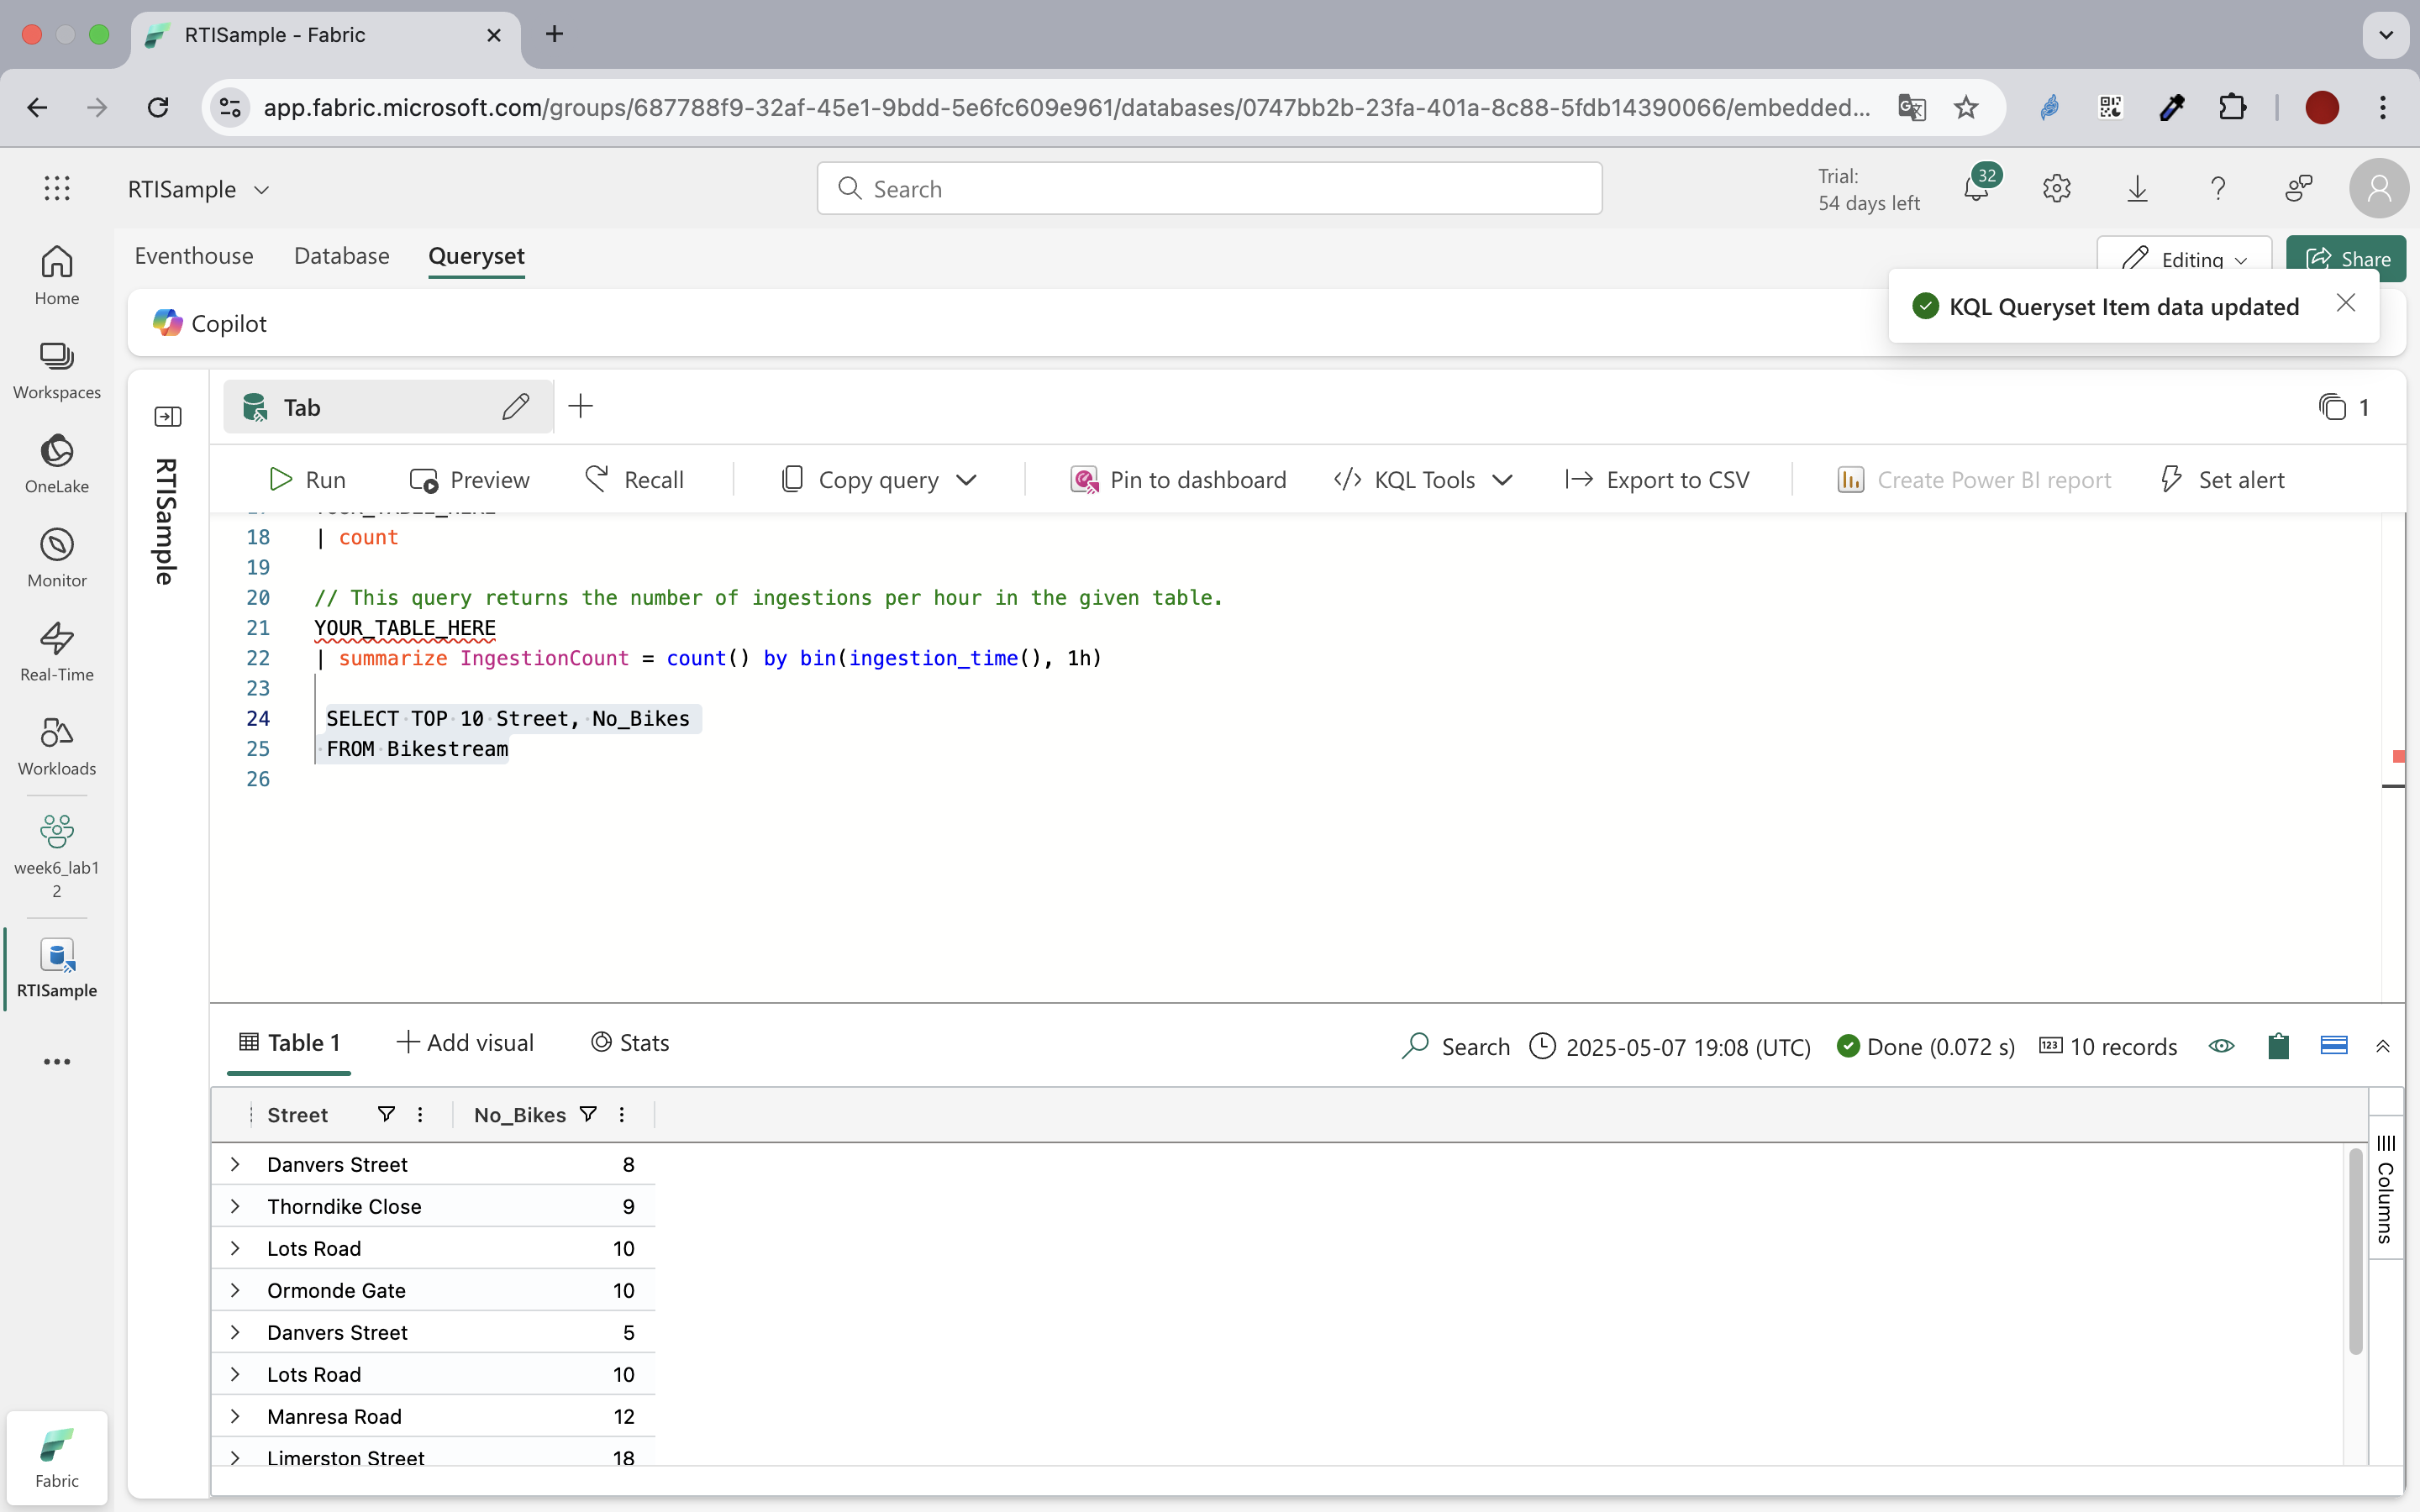 RTISample - Fabric
app.fabric.microsoft.com/groups/687788f9-32af-45e1-9bdd-5e6fc609e961/databases/0747bb2b-23fa-401a-8c88-5fdb14390066/embedded...
RTISample
Search
Trial:
54 days left
32
Home
Workspaces
OneLake
Monitor
Real-Time
Workloads
week6_lab1
2
RTISample
Fabric
Eventhouse Database Queryset
Editing
Share
Copilot
KQL Queryset Item data updated
RTISample
Tab
1
Run Preview Recall Copy query Pin to dashboard KQL Tools Export to CSV Create Power BI report Set alert
17 YOUR_TABLE_HERE
18 | count
19
20 // This query returns the number of ingestions per hour in the given table.
21 YOUR_TABLE_HERE
22 | summarize IngestionCount = count() by bin(ingestion_time(), 1h)
23
24 SELECT TOP 10 Street, No_Bikes
25 FROM Bikestream
26
Table 1 Add visual Stats
Search 2025-05-07 19:08 (UTC) Done (0.072 s) 123 10 records
Street No_Bikes
Danvers Street 8
Thorndike Close 9
Lots Road 10
Ormonde Gate 10
Danvers Street 5
Lots Road 10
Manresa Road 12
Limerston Street 18
Columns